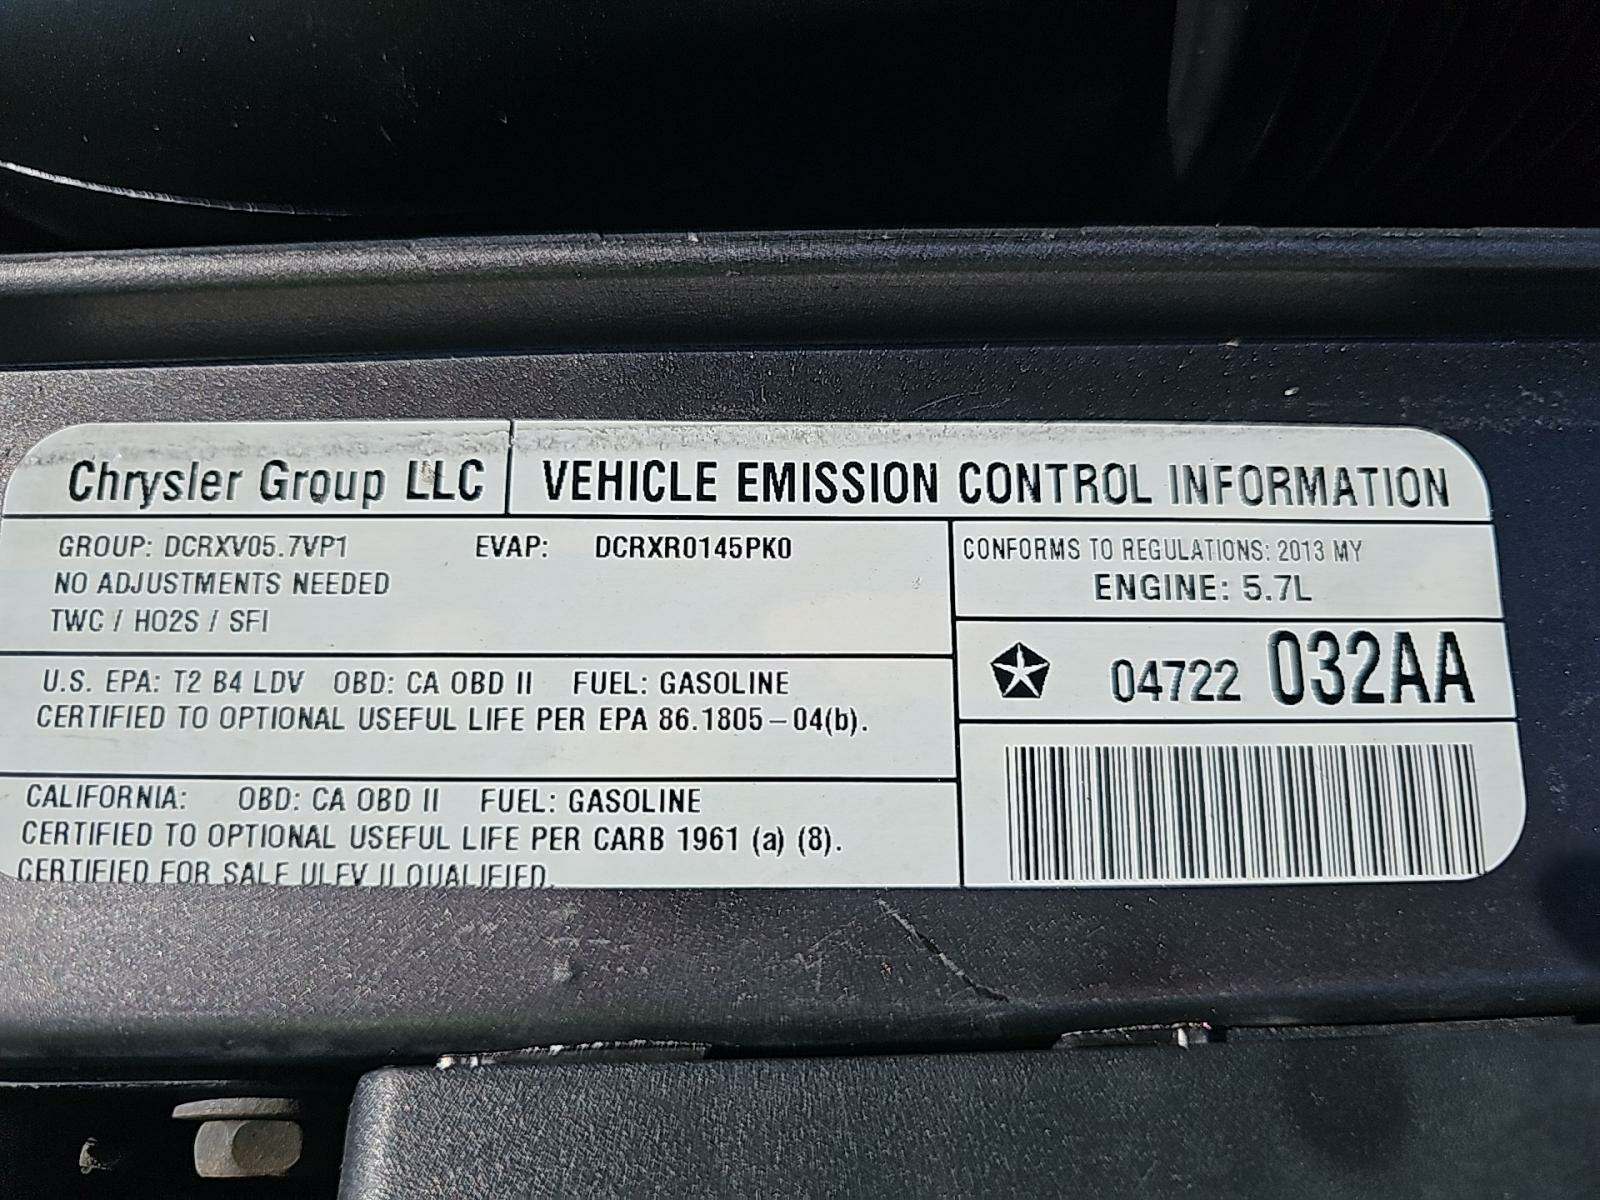 Chrysler Group LLC
VEHICLE EMISSION CONTROL INFORMATION
GROUP: DCRXV05.7VP1 EVAP: DCRXR0145PK0
NO ADJUSTMENTS NEEDED
TWC / HO2S / SFI
U.S. EPA: T2 B4 LDV OBD: CA OBD II FUEL: GASOLINE
CERTIFIED TO OPTIONAL USEFUL LIFE PER EPA 86.1805-04(b).
CALIFORNIA: OBD: CA OBD II FUEL: GASOLINE
CERTIFIED TO OPTIONAL USEFUL LIFE PER CARB 1961 (a) (8).
CERTIFIED FOR SALE ULEV II QUALIFIED.
CONFORMS TO REGULATIONS: 2013 MY
ENGINE: 5.7L
04722 032AA